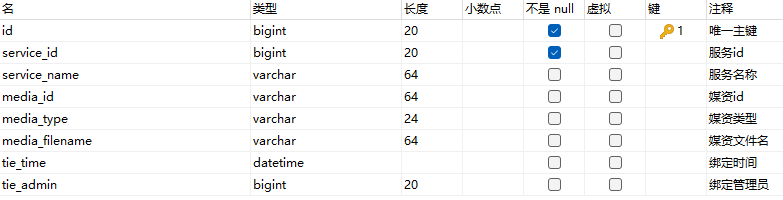 名 类型 长度 小数点 不是 null 虚拟 键 注释
id bigint 20 1 唯一主键
service_id bigint 20 服务id
service_name varchar 64 服务名称
media_id varchar 64 媒资id
media_type varchar 24 媒资类型
media_filename varchar 64 媒资文件名
tie_time datetime 绑定时间
tie_admin bigint 20 绑定管理员